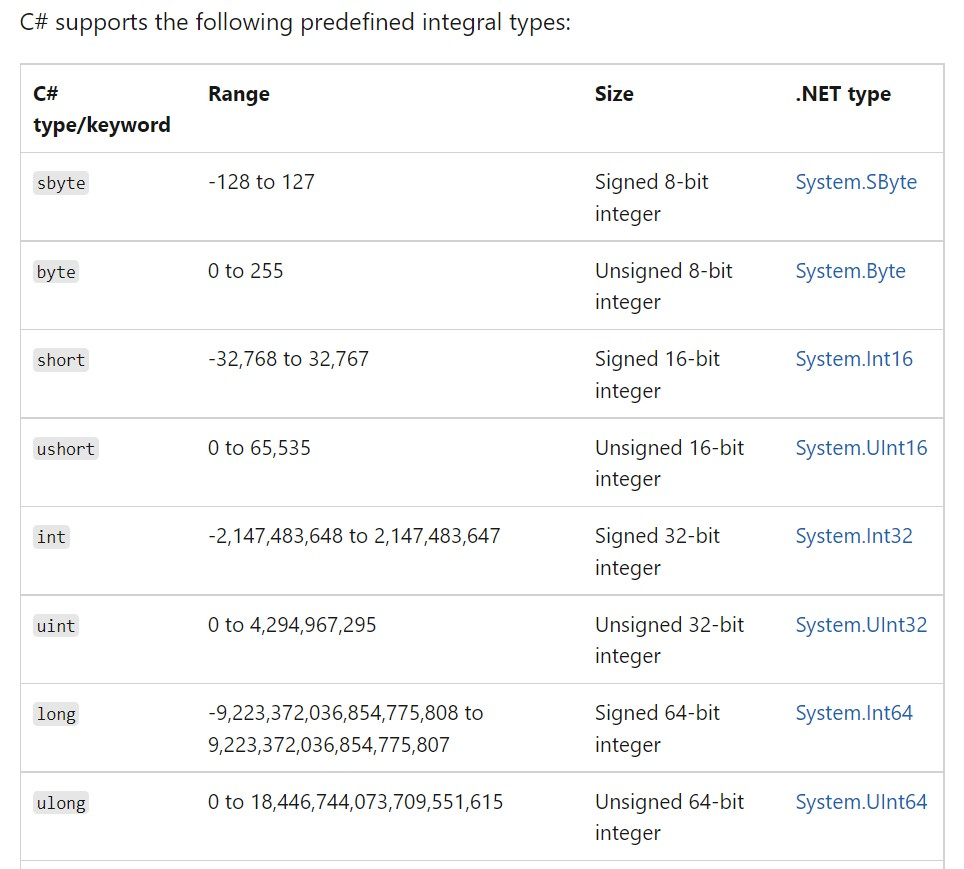 C# supports the following predefined integral types:
C# type/keyword Range Size .NET type
sbyte -128 to 127 Signed 8-bit integer System.SByte
byte 0 to 255 Unsigned 8-bit integer System.Byte
short -32,768 to 32,767 Signed 16-bit integer System.Int16
ushort 0 to 65,535 Unsigned 16-bit integer System.UInt16
int -2,147,483,648 to 2,147,483,647 Signed 32-bit integer System.Int32
uint 0 to 4,294,967,295 Unsigned 32-bit integer System.UInt32
long -9,223,372,036,854,775,808 to 9,223,372,036,854,775,807 Signed 64-bit integer System.Int64
ulong 0 to 18,446,744,073,709,551,615 Unsigned 64-bit integer System.UInt64